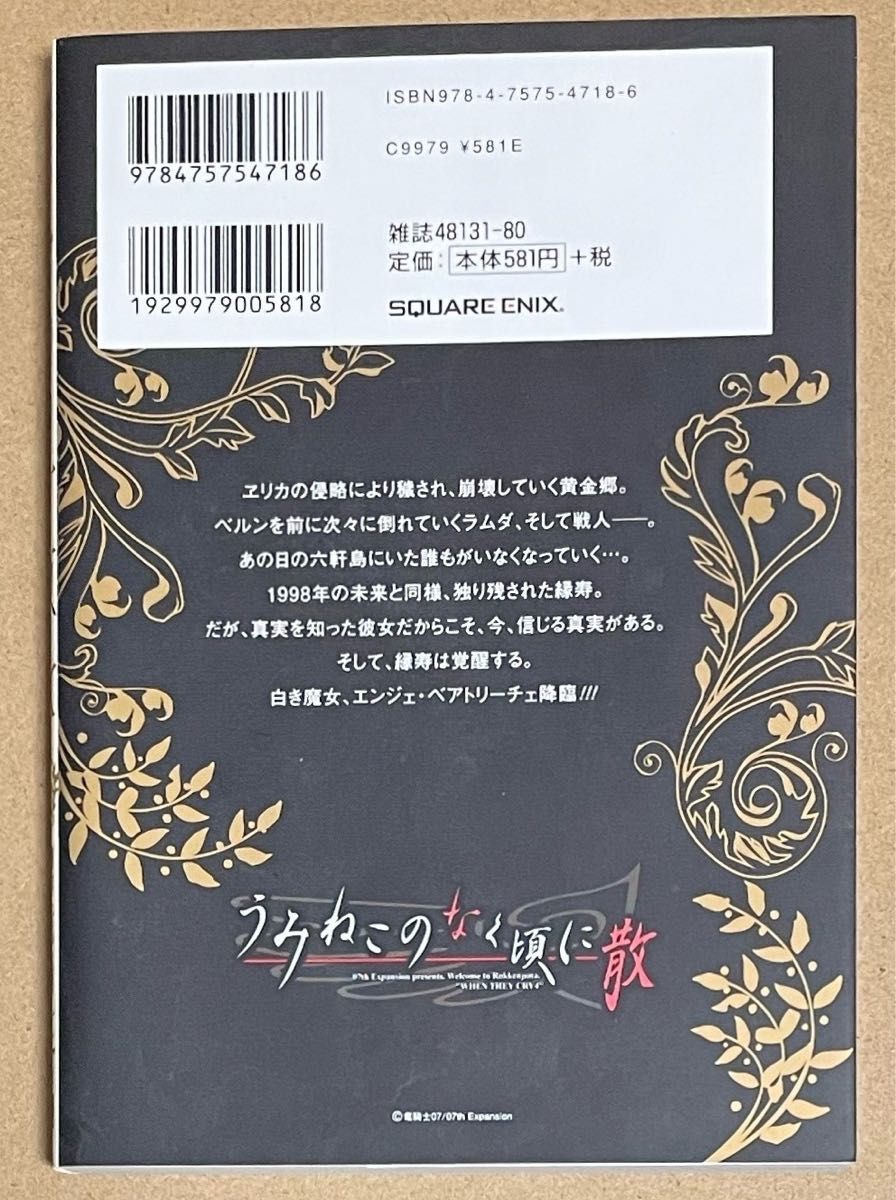 ISBN978-4-7575-4718-6
C9979 ¥581E
9784757547186
雑誌48131-80
定価：本体581円＋税
1929979005818
SQUARE ENIX.
ヱリカの侵略により穢され、崩壊していく黄金郷。
ベルンを前に次々に倒れていくラムダ、そして戦人――。
あの日の六軒島にいた誰もがいなくなっていく…。
1998年の未来と同様、独り残された縁寿。
だが、真実を知った彼女だからこそ、今、信じる真実がある。
そして、縁寿は覚醒する。
白き魔女、エンジェ・ベアトリーチェ降臨!!!
うみねこのなく頃に散
07th Expansion presents. Welcome to Rokkenjima.
"WHEN THEY CRY4"
©竜騎士07/07th Expansion